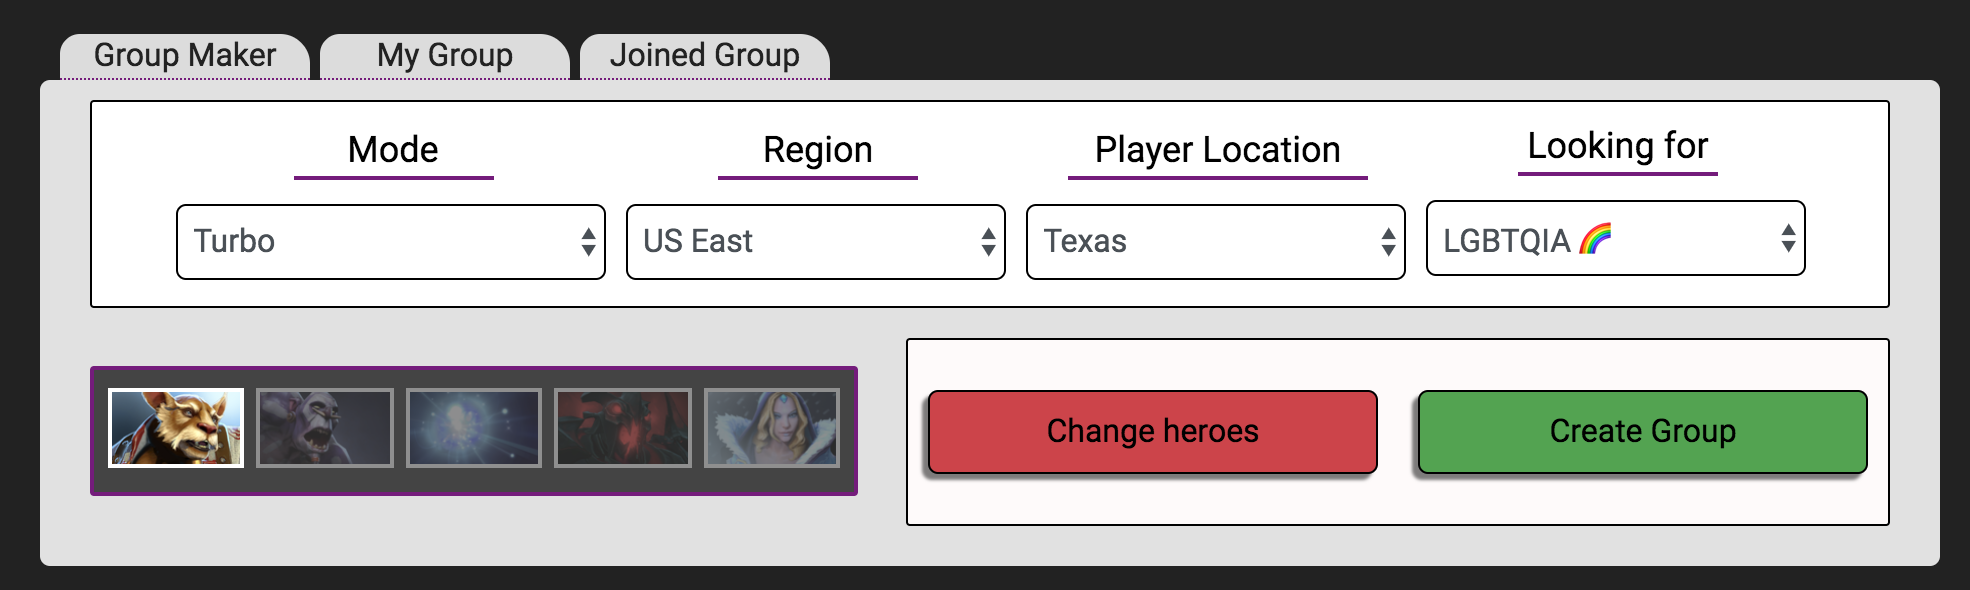 Group Maker
My Group
Joined Group
Mode
Region
Player Location
Looking for
Turbo
US East
Texas
LGBTQIA 🌈
Change heroes
Create Group